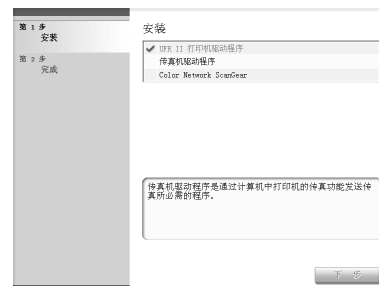 第 1 步
安装
第 2 步
完成
安装
UFR II 打印机驱动程序
传真机驱动程序
Color Network ScanGear
传真机驱动程序是通过计算机中打印机的传真功能发送传
真所必需的程序。
下 步